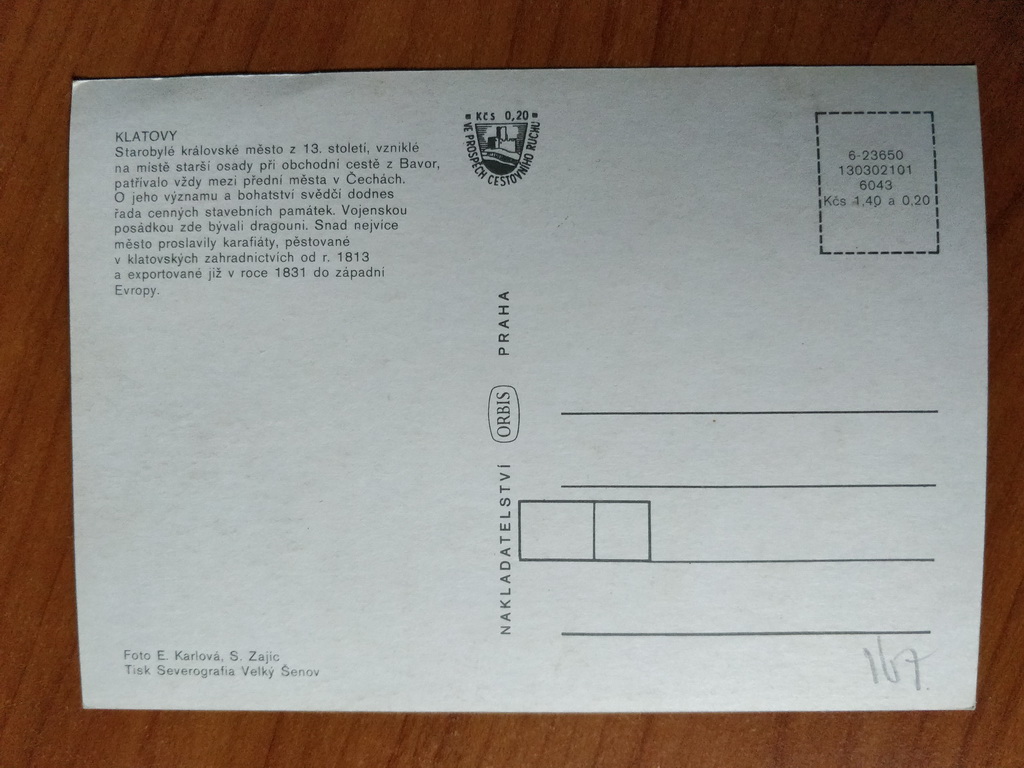 KLATOVY
Starobylé královské město z 13. století, vzniklé
na místě starší osady při obchodní cestě z Bavor,
patřívalo vždy mezi přední města v Čechách.
O jeho významu a bohatství svědčí dodnes
řada cenných stavebních památek. Vojenskou
posádkou zde bývali dragouni. Snad nejvíce
město proslavily karafiáty, pěstované
v klatovských zahradnictvích od r. 1813
a exportované již v roce 1831 do západní
Evropy.
Foto E. Karlová, S. Zajíc
Tisk Severografia Velký Šenov
Kčs 0,20
VE PROSPĚCH CESTOVNÍHO RUCHU
NAKLADATELSTVÍ ORBIS PRAHA
6-23650
130302101
6043
Kčs 1,40 a 0,20
167